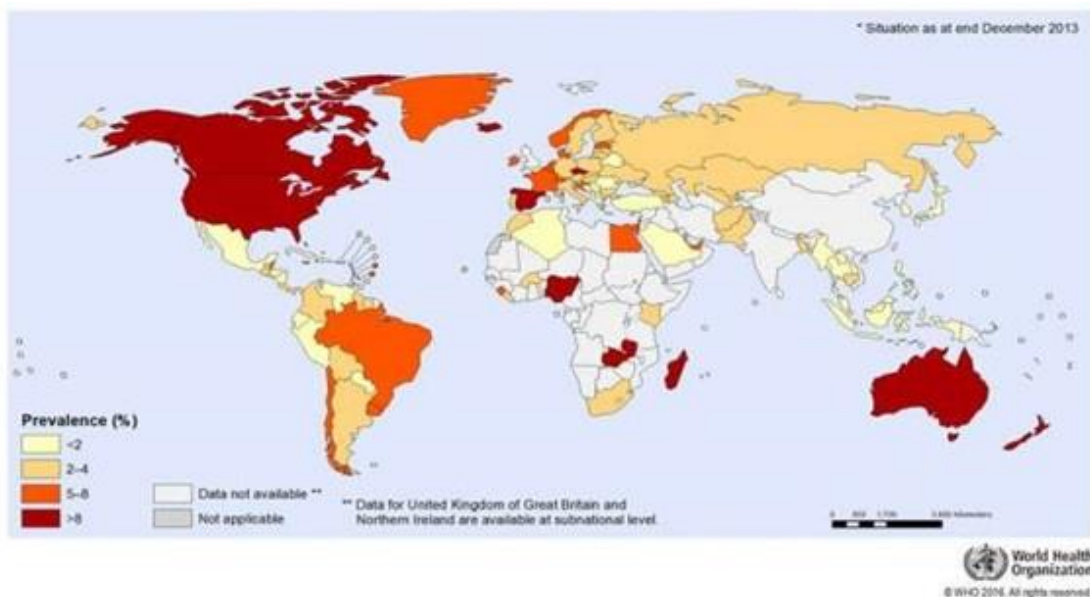 * Situation as at end December 2013
Prevalence (%)
<2
2–4
5–8
>8
Data not available **
Not applicable
** Data for United Kingdom of Great Britain and
Northern Ireland are available at subnational level.
0
World Health
Organization
© WHO 2016. All rights reserved.